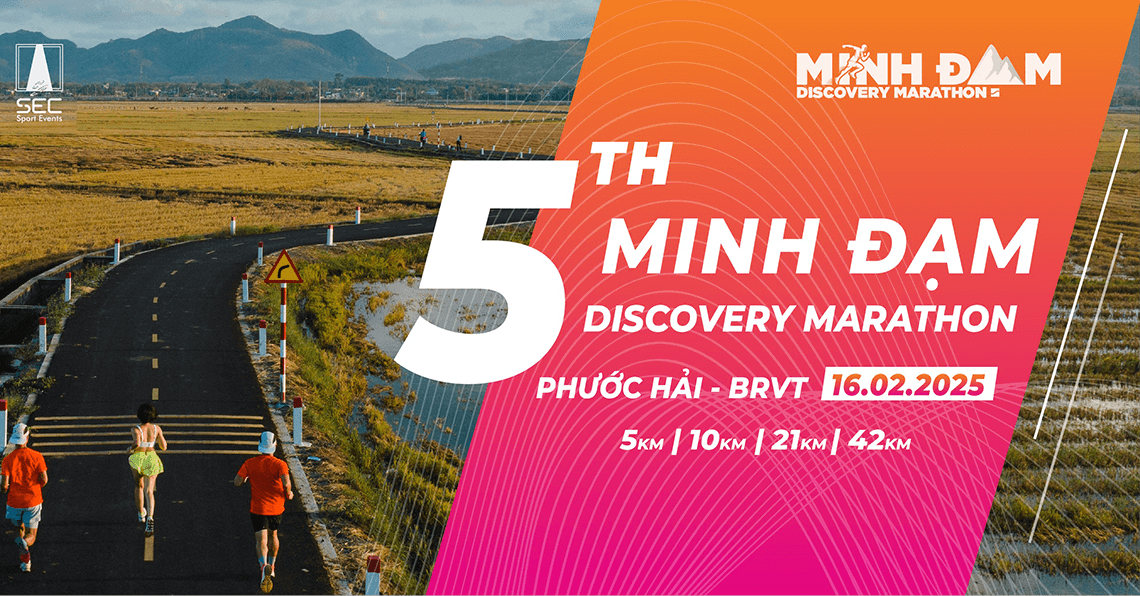 SEC
Sport Events
MINH ĐAM
DISCOVERY MARATHON
5TH
MINH ĐẠM
DISCOVERY MARATHON
PHƯỚC HẢI - BRVT 16.02.2025
5KM | 10KM | 21KM | 42KM